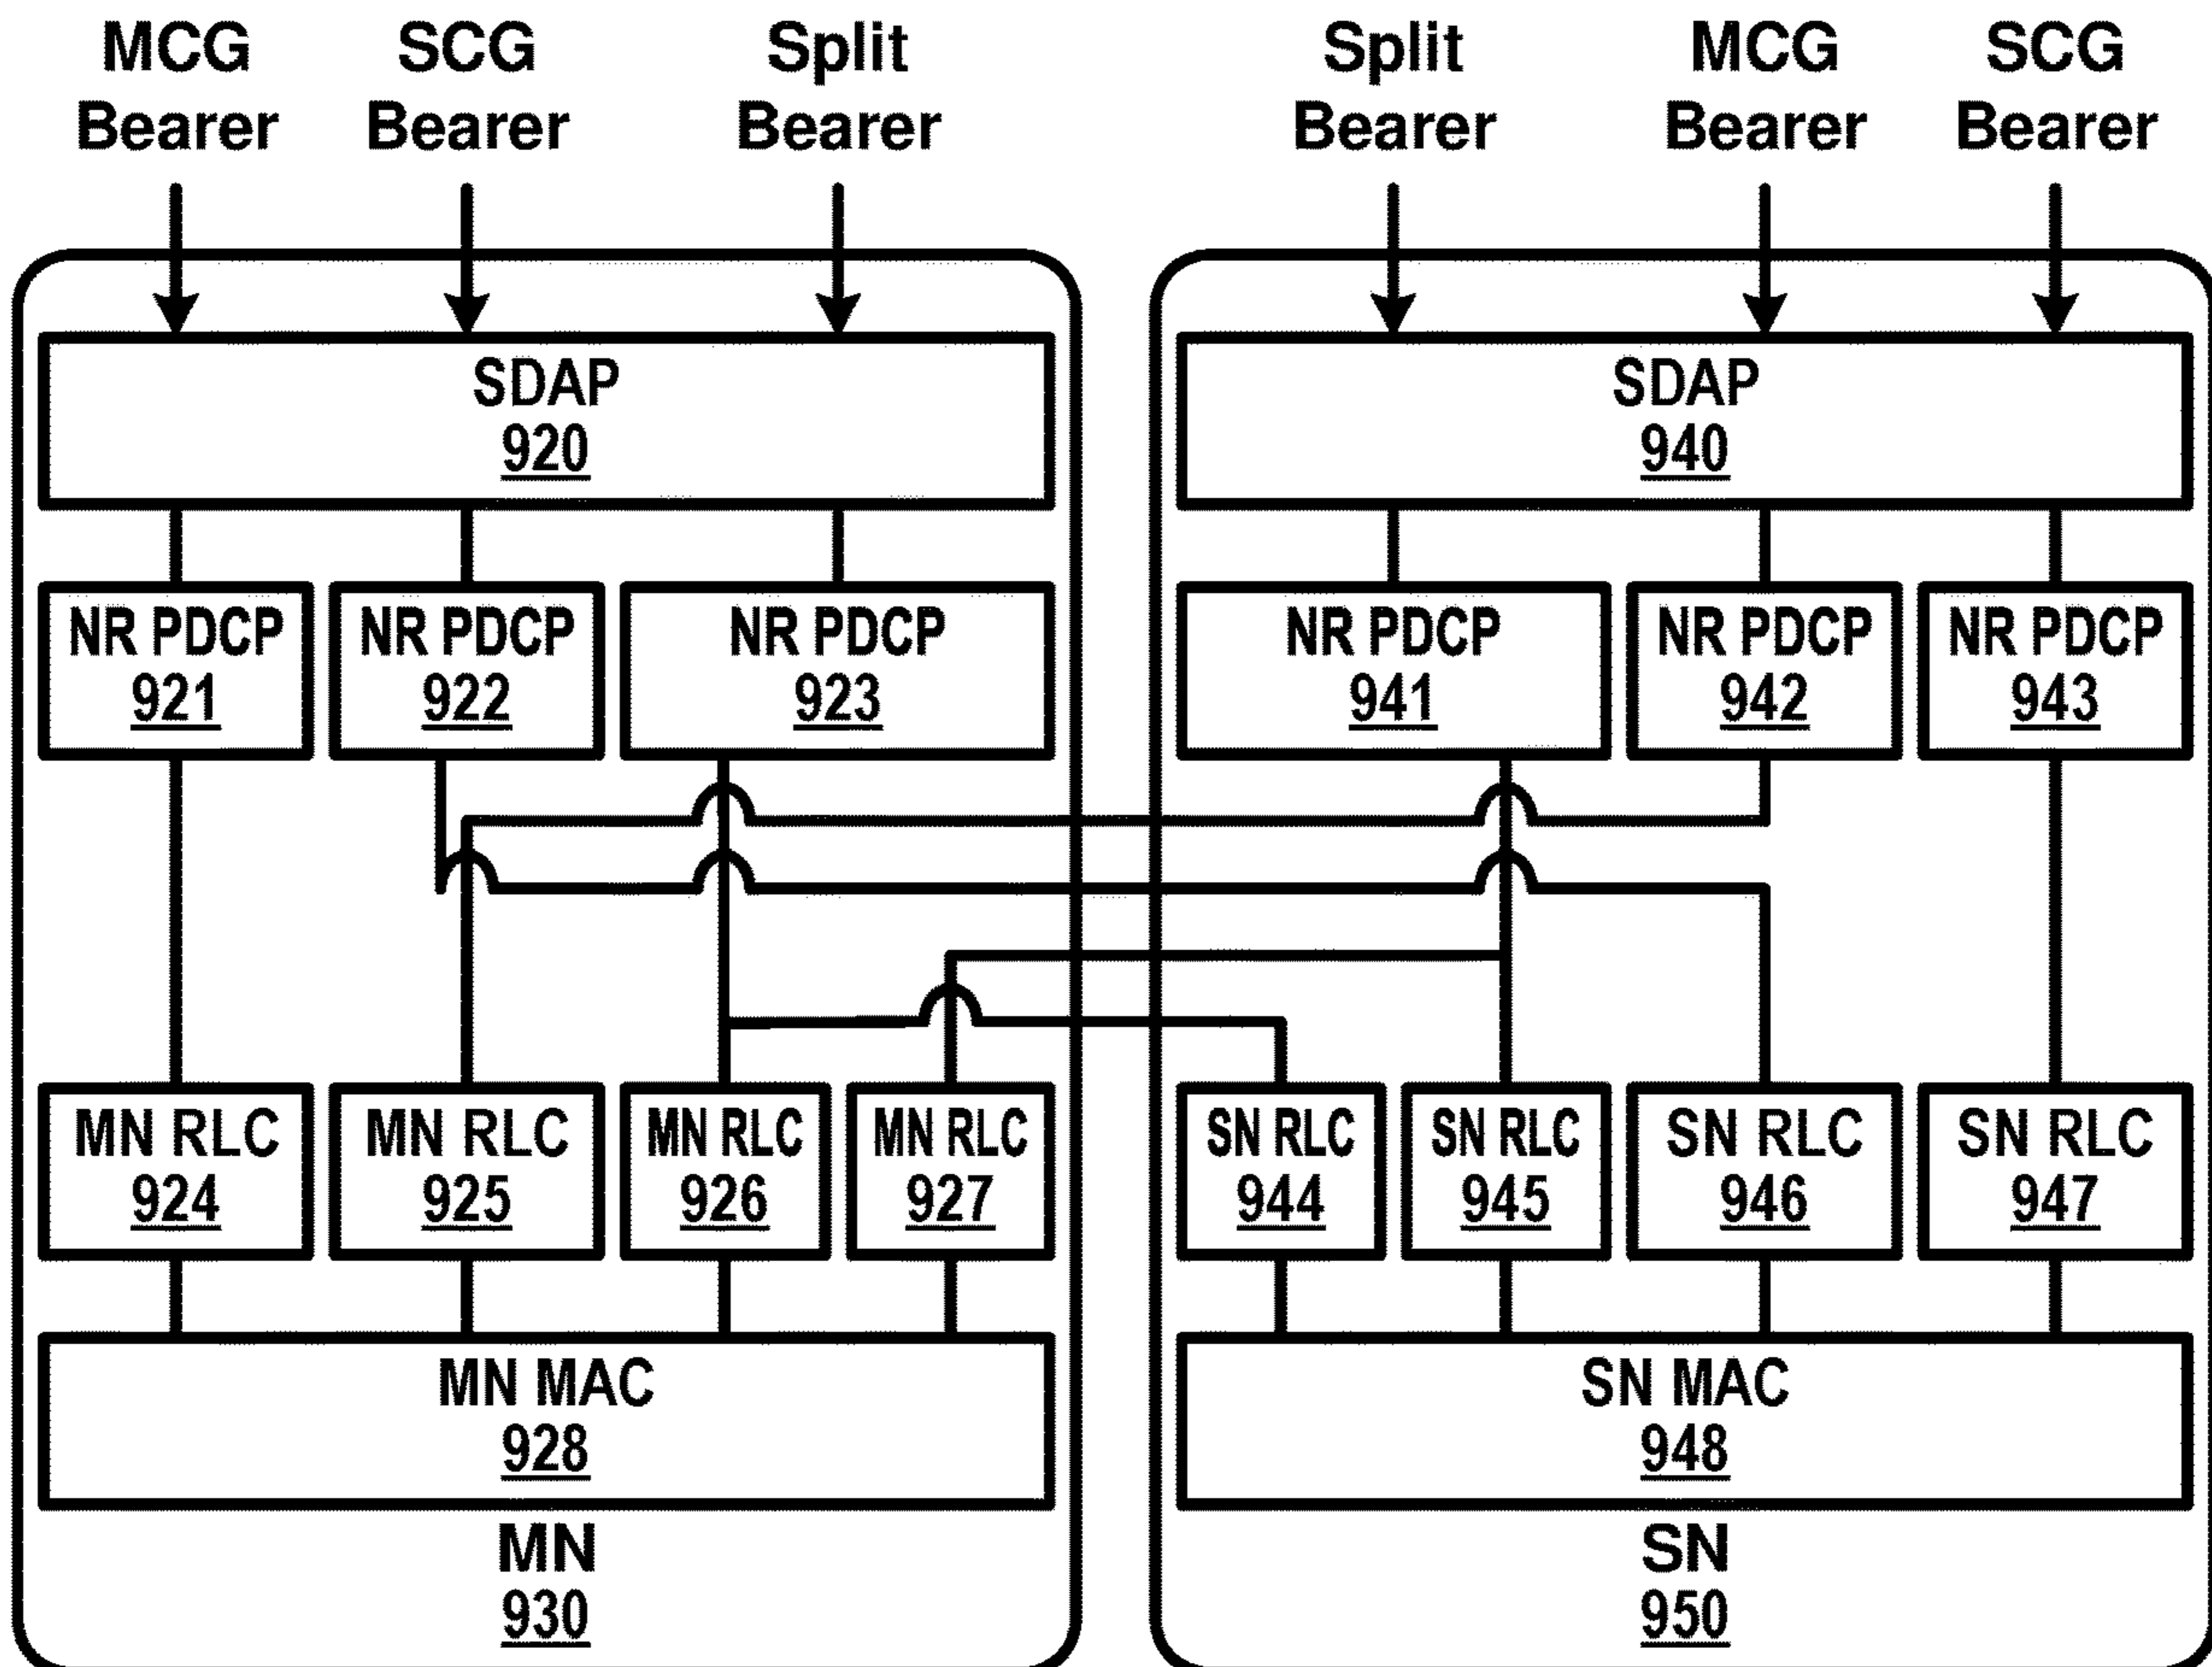 MCG
Bearer
SCG
Bearer
Split
Bearer
Split
Bearer
MCG
Bearer
SCG
Bearer
SDAP
920
SDAP
940
NR PDCP
921
NR PDCP
922
NR PDCP
923
NR PDCP
941
NR PDCP
942
NR PDCP
943
MN RLC
924
MN RLC
925
MN RLC
926
MN RLC
927
SN RLC
944
SN RLC
945
SN RLC
946
SN RLC
947
MN MAC
928
SN MAC
948
MN
930
SN
950